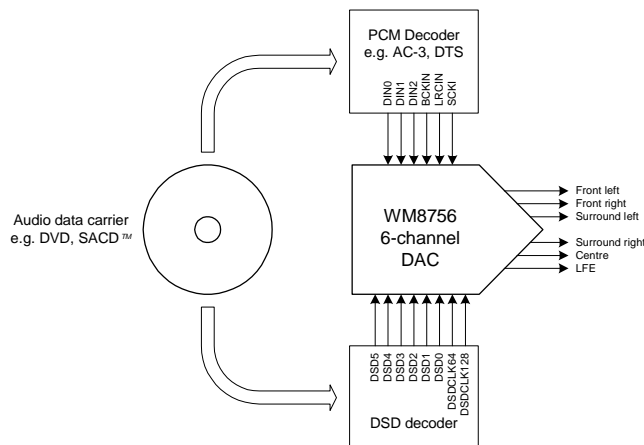 PCM Decoder
e.g. AC-3, DTS
DIN0
DIN1
DIN2
BCKIN
LRCIN
SCKI
Audio data carrier
e.g. DVD, SACD™
WM8756
6-channel
DAC
Front left
Front right
Surround left
Surround right
Centre
LFE
DSD5
DSD4
DSD3
DSD2
DSD1
DSD0
DSDCLK64
DSDCLK128
DSD decoder